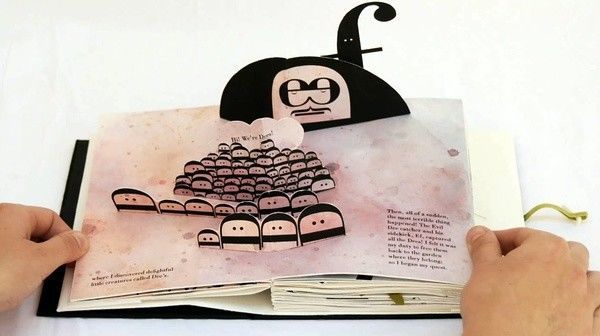 Hi! We're Dees!
where I discovered delightful
little creatures called Dee's.
Then, all of a sudden,
the most terrible thing
happened! The Evil
Dee catcher and his
sidekick, Ef, captured
all the Dees! I felt it was
my duty to free them
back to the garden
where they belong;
so I began my quest.